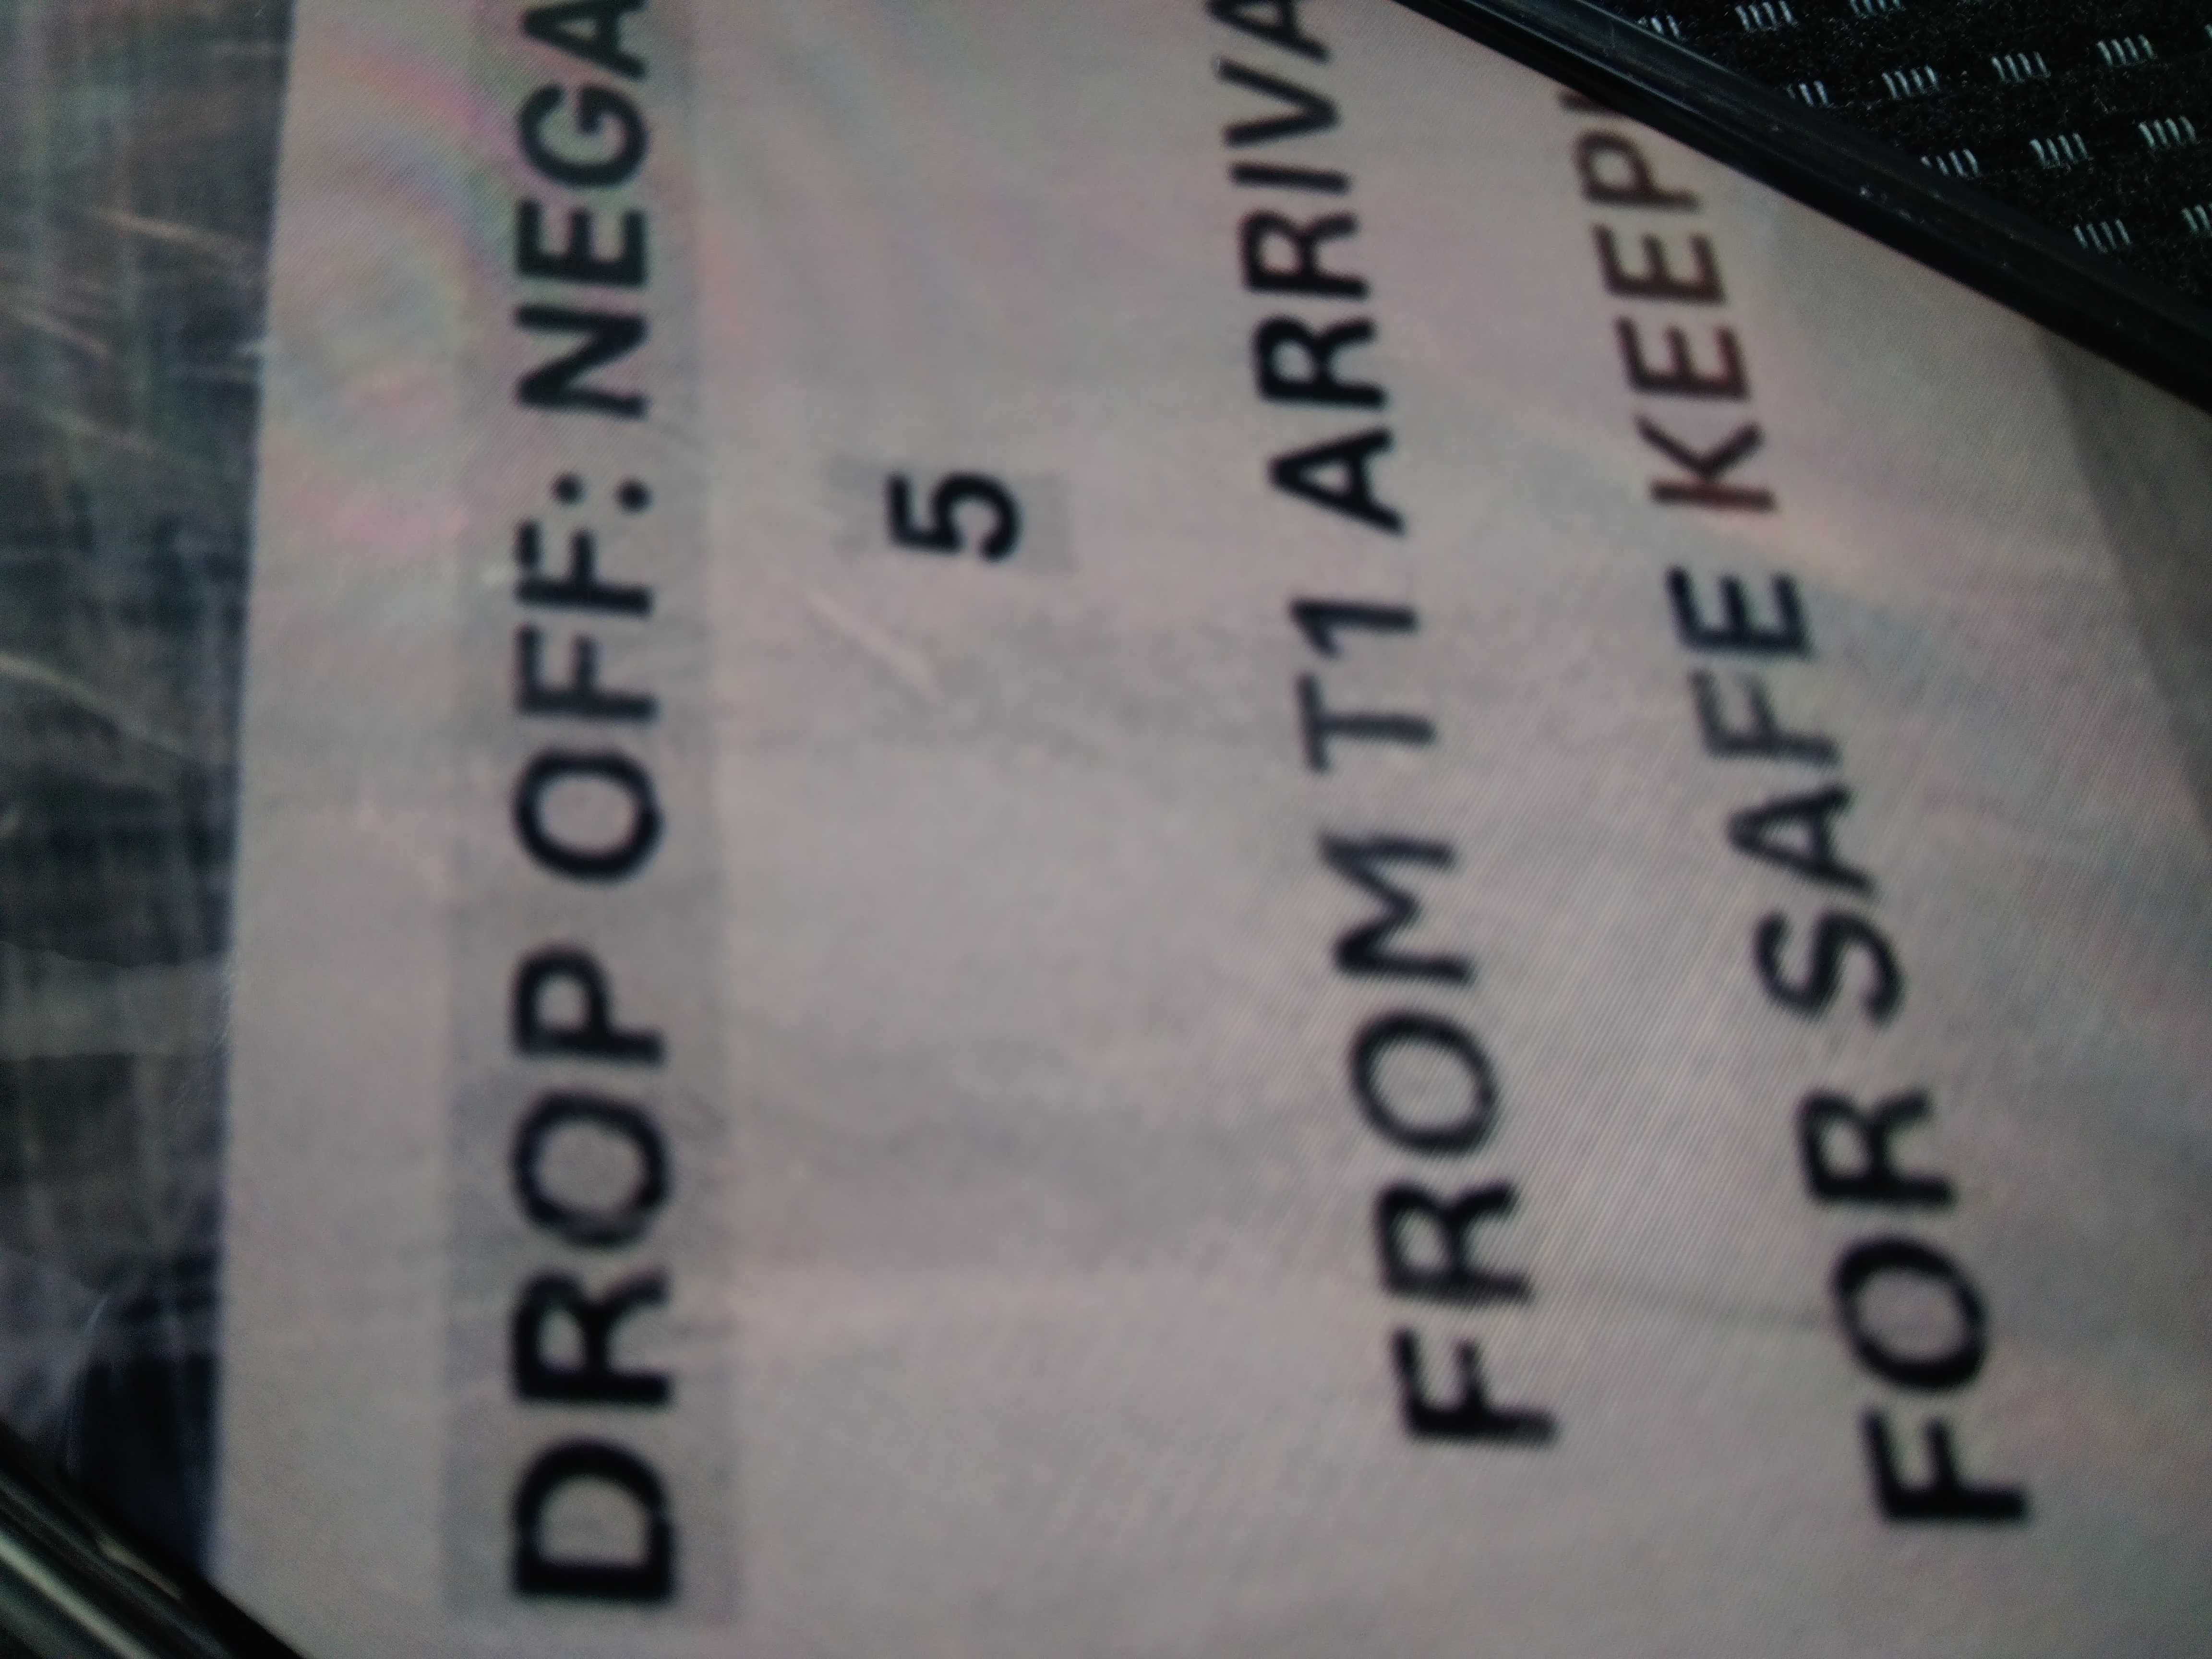 DROP OFF: NEGA
5
FROM T1 ARRIVA
FOR SAFE KEEP